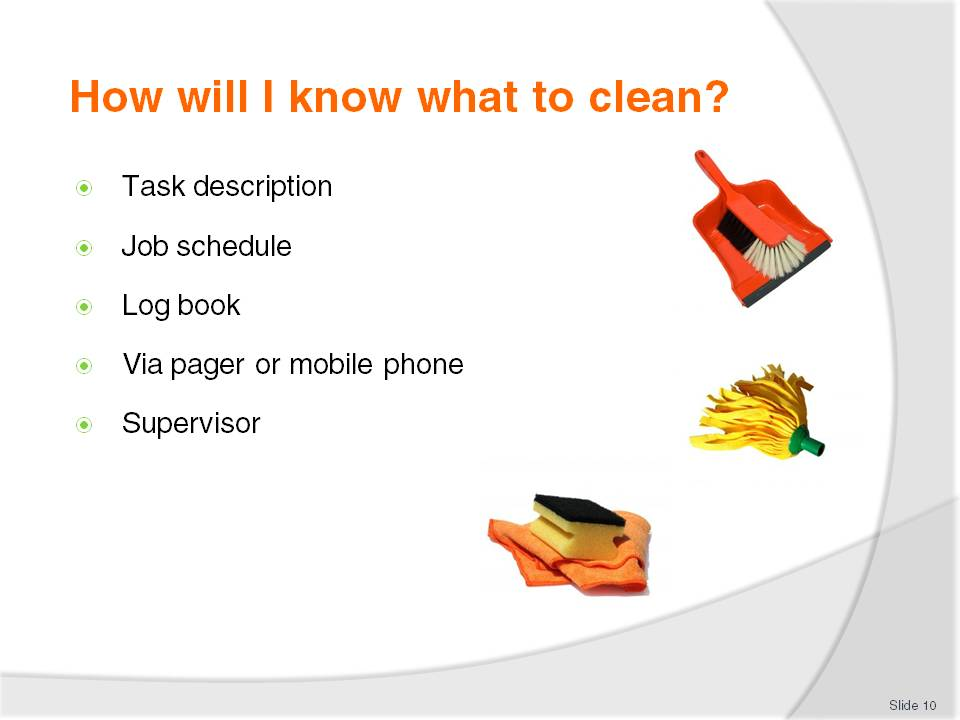 How will I know what to clean?
Task description
Job schedule
Log book
Via pager or mobile phone
Supervisor
Slide 10